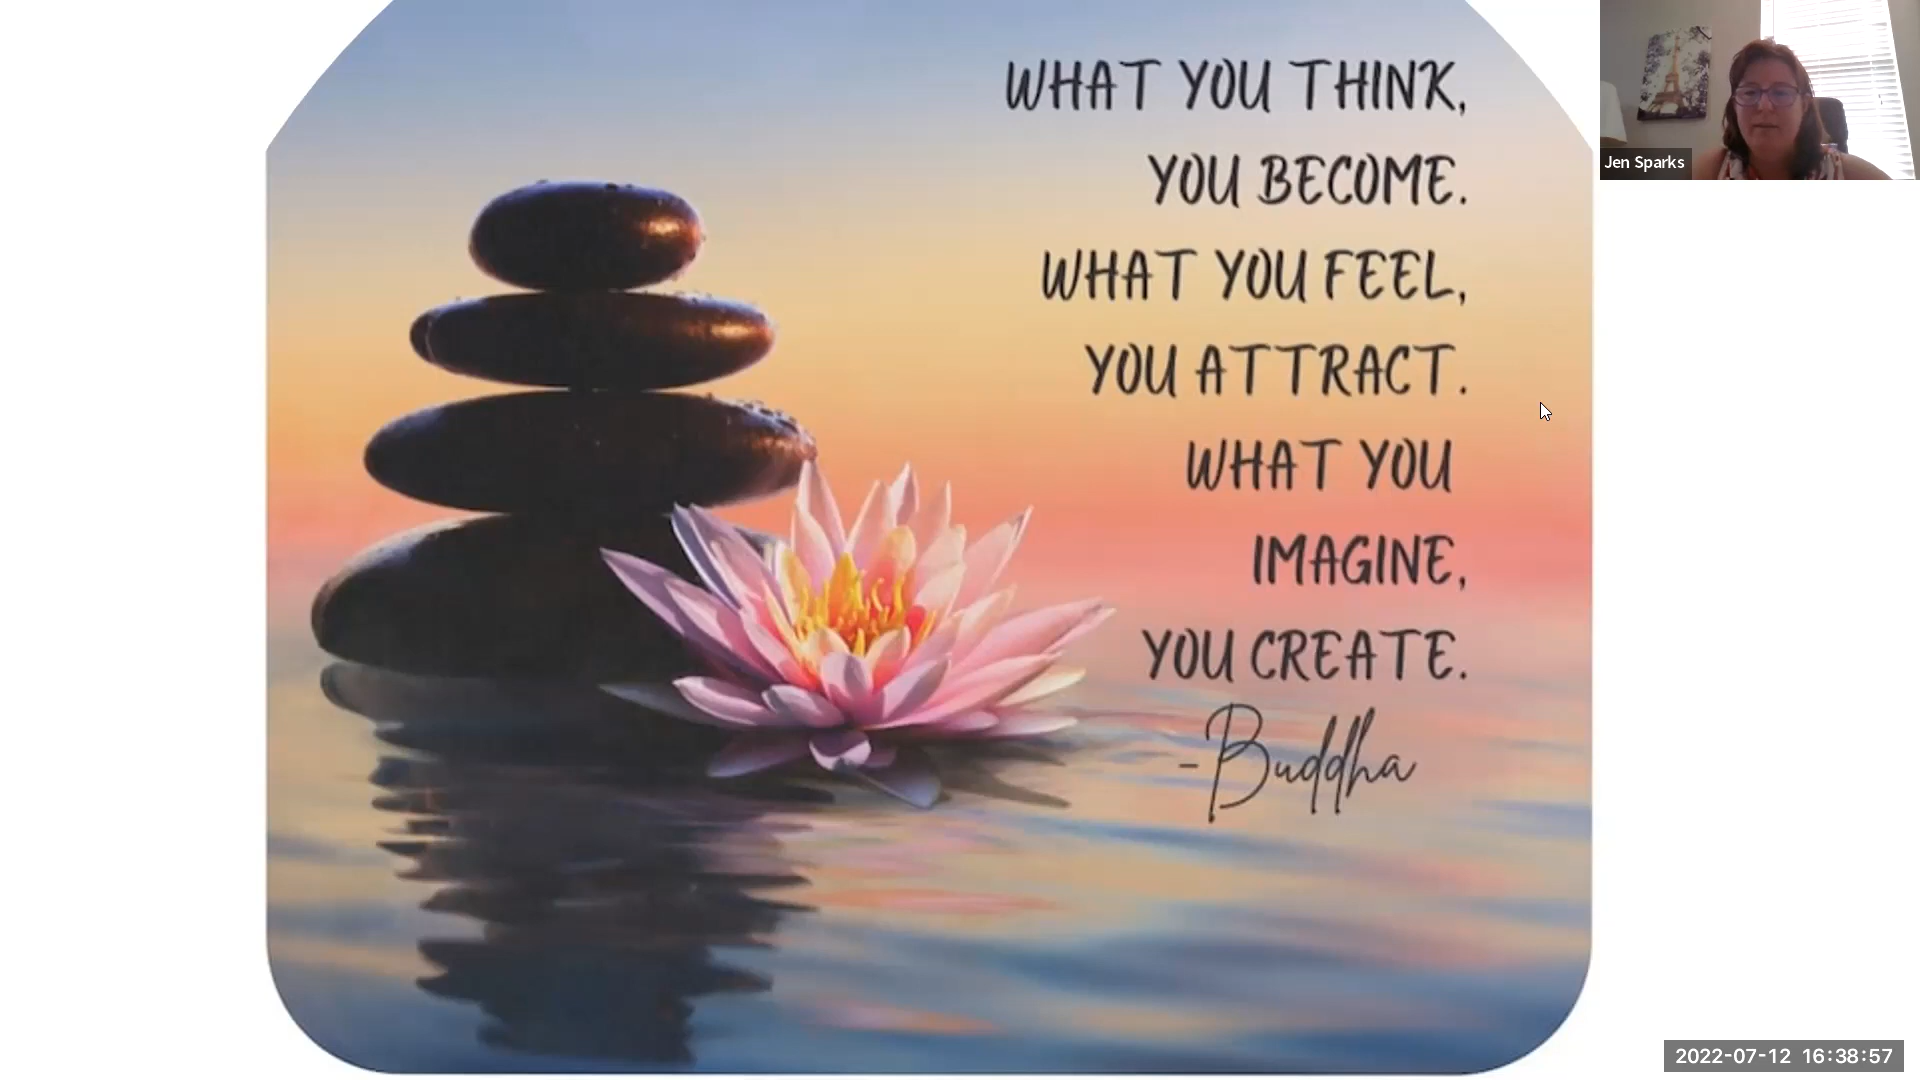 WHAT YOU THINK,
YOU BECOME.
WHAT YOU FEEL,
YOU ATTRACT.
WHAT YOU
IMAGINE,
YOU CREATE.
-Buddha
Jen Sparks
2022-07-12 16:38:57